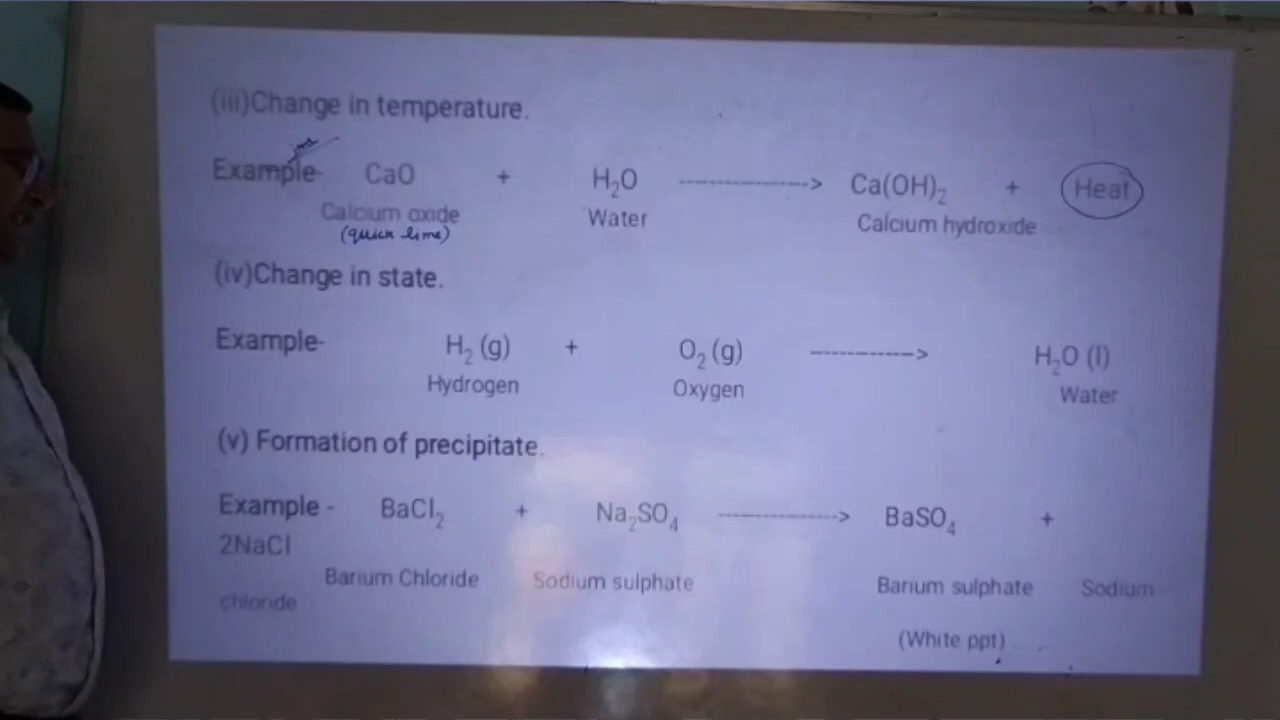 (iii)Change in temperature.
Example- CaO + H₂O --------------> Ca(OH)₂ + Heat
Calcium oxide Water Calcium hydroxide
(quick lime)
(iv)Change in state.
Example- H₂ (g) + O₂ (g) ------------> H₂O (l)
Hydrogen Oxygen Water
(v) Formation of precipitate.
Example - BaCl₂ + Na₂SO₄ --------------> BaSO₄ +
2NaCl
Barium Chloride Sodium sulphate Barium sulphate Sodium
chloride
(White ppt)